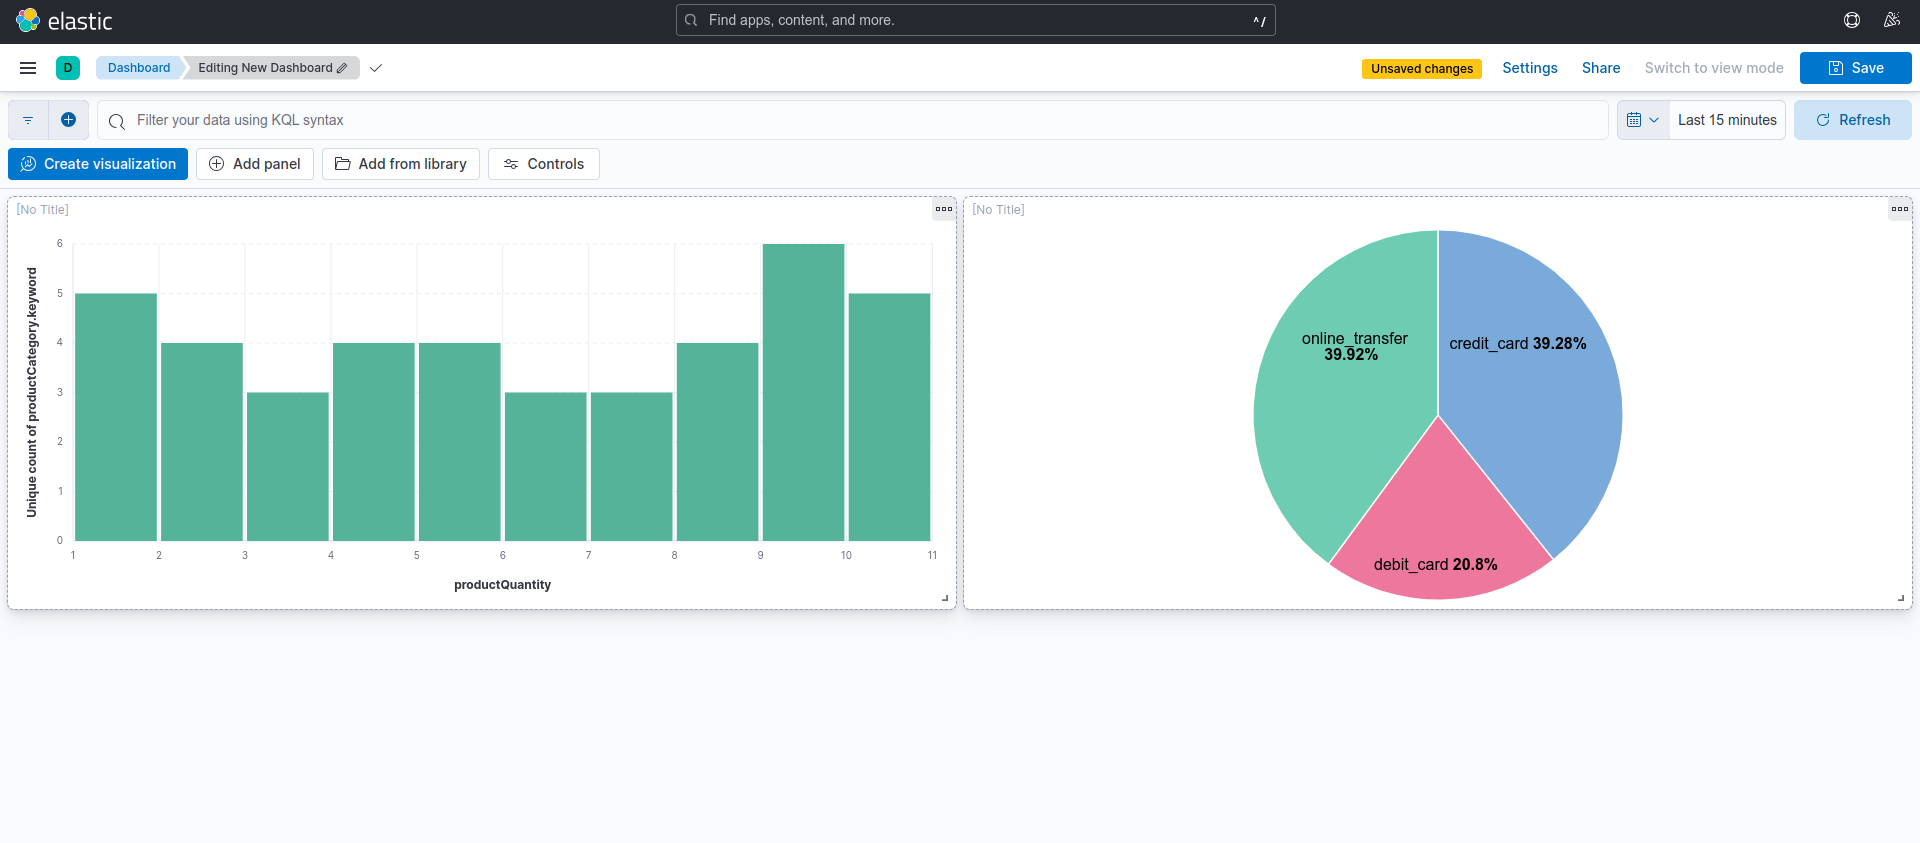 elastic
Find apps, content, and more.
^/
D
Dashboard
Editing New Dashboard
Unsaved changes
Settings
Share
Switch to view mode
Save
Filter your data using KQL syntax
Last 15 minutes
Refresh
Create visualization
Add panel
Add from library
Controls
[No Title]
Unique count of productCategory.keyword
6
5
4
3
2
1
0
1 2 3 4 5 6 7 8 9 10 11
productQuantity
[No Title]
online_transfer
39.92%
credit_card 39.28%
debit_card 20.8%